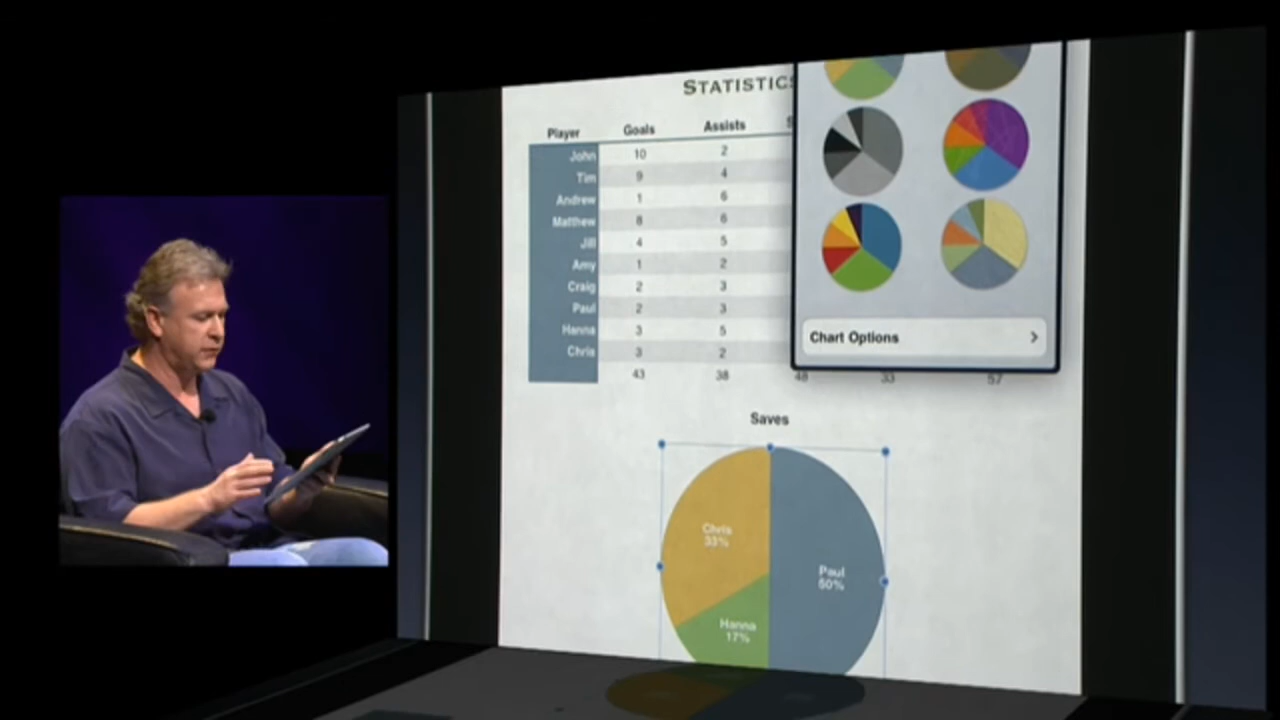 STATISTICS
Player Goals Assists S
John 10 2
Tim 9 4
Andrew 1 6
Matthew 8 6
Jill 4 5
Amy 1 2
Craig 2 3
Paul 2 3
Hanna 3 5
Chris 3 2
43 38 48 33 57
Chart Options
Saves
Chris
33%
Paul
50%
Hanna
17%